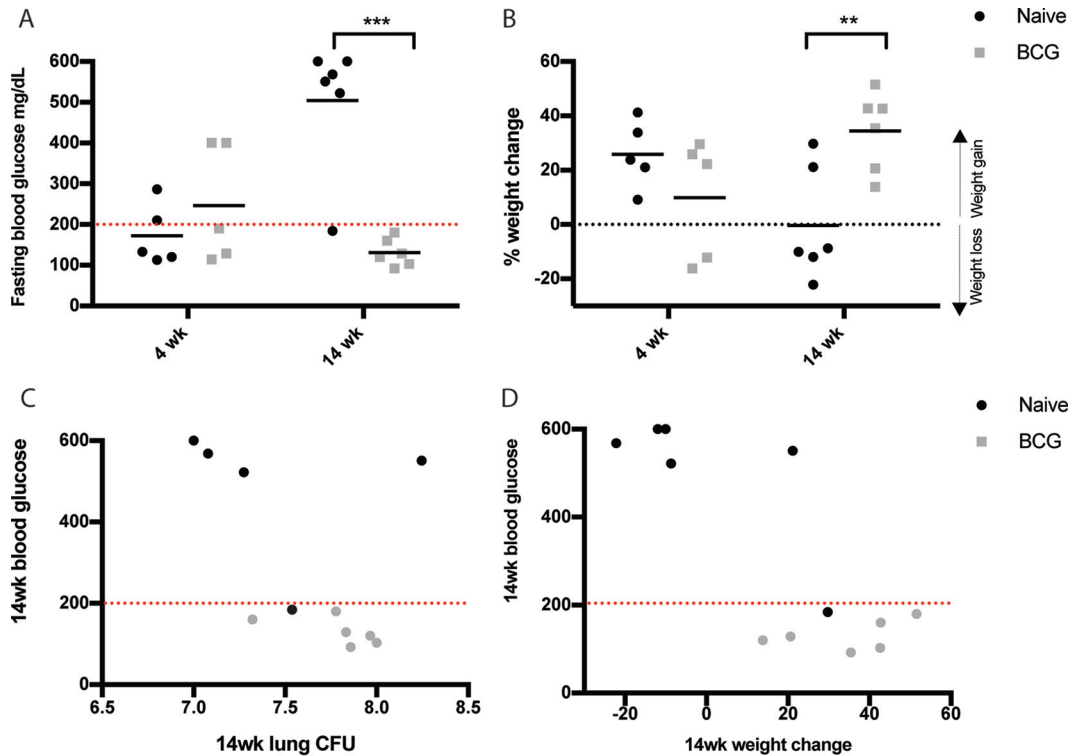 A
***
Fasting blood glucose mg/dL
600
500
400
300
200
100
0
4 wk
14 wk
B
**
% weight change
60
40
20
0
-20
4 wk
14 wk
Weight gain
Weight loss
Naive
BCG
C
14wk blood glucose
600
400
200
0
6.5
7.0
7.5
8.0
8.5
14wk lung CFU
D
14wk blood glucose
600
400
200
0
-20
0
20
40
60
14wk weight change
Naive
BCG